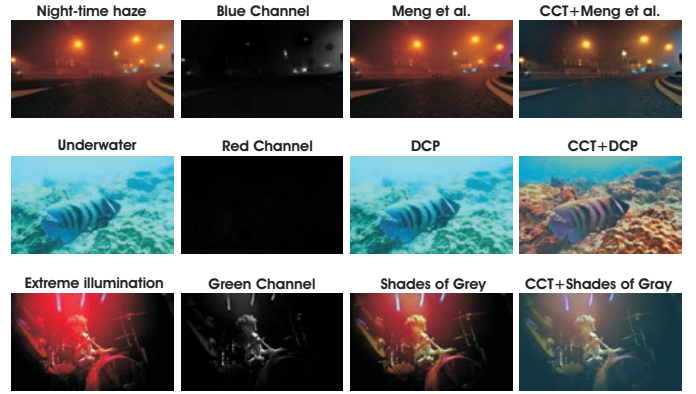 Night-time haze Blue Channel Meng et al. CCT+Meng et al.
Underwater Red Channel DCP CCT+DCP
Extreme illumination Green Channel Shades of Grey CCT+Shades of Gray